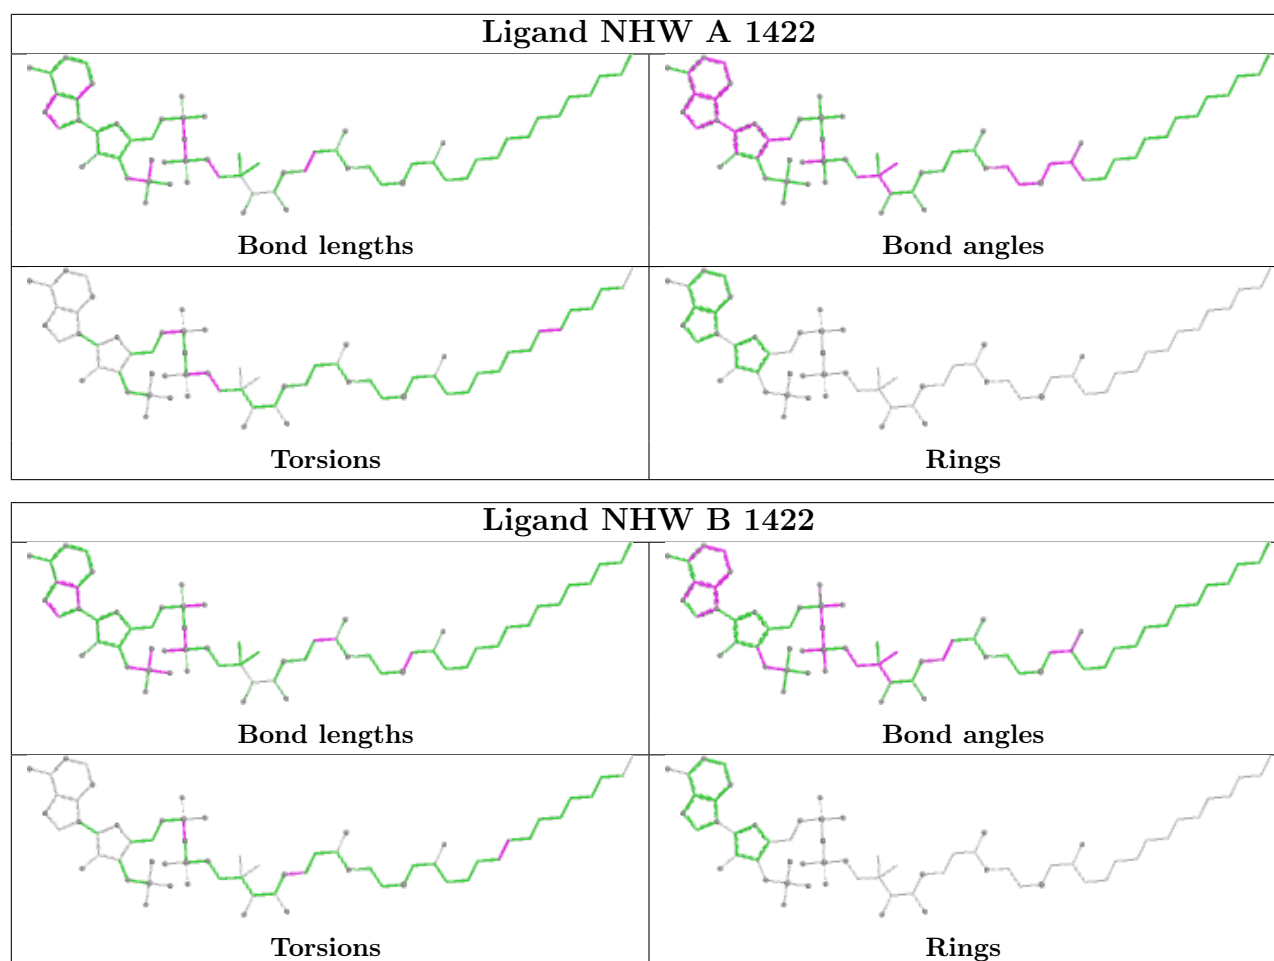 Ligand NHW A 1422
Bond lengths
Bond angles
Torsions
Rings
Ligand NHW B 1422
Bond lengths
Bond angles
Torsions
Rings